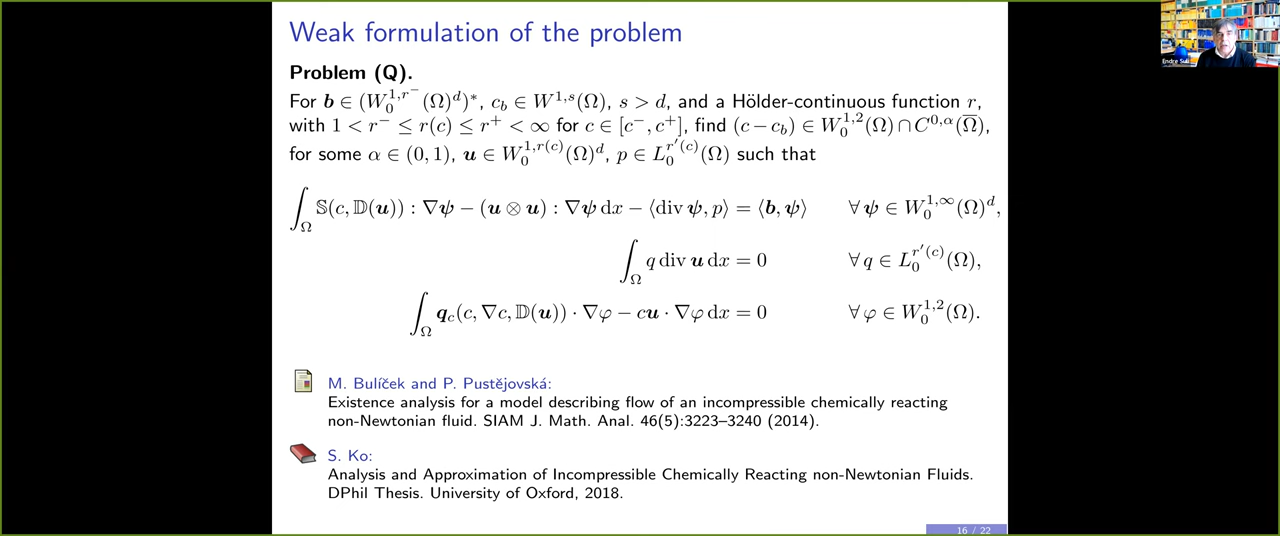 Weak formulation of the problem
Problem (Q).
For b ∈ (W_0^{1,r^-}(Ω)^d)^*, c_b ∈ W^{1,s}(Ω), s > d, and a Hölder-continuous function r,
with 1 < r^- ≤ r(c) ≤ r^+ < ∞ for c ∈ [c^-, c^+], find (c − c_b) ∈ W_0^{1,2}(Ω) ∩ C^{0,α}(\overline{Ω}),
for some α ∈ (0, 1), u ∈ W_0^{1,r(c)}(Ω)^d, p ∈ L_0^{r′(c)}(Ω) such that
∫_Ω 𝕊(c, 𝔻(u)) : ∇ψ − (u ⊗ u) : ∇ψ dx − ⟨div ψ, p⟩ = ⟨b, ψ⟩ ∀ ψ ∈ W_0^{1,∞}(Ω)^d,
∫_Ω q div u dx = 0 ∀ q ∈ L_0^{r′(c)}(Ω),
∫_Ω q_c(c, ∇c, 𝔻(u)) · ∇φ − cu · ∇φ dx = 0 ∀ φ ∈ W_0^{1,2}(Ω).
M. Bulíček and P. Pustějovská:
Existence analysis for a model describing flow of an incompressible chemically reacting
non-Newtonian fluid. SIAM J. Math. Anal. 46(5):3223–3240 (2014).
S. Ko:
Analysis and Approximation of Incompressible Chemically Reacting non-Newtonian Fluids.
DPhil Thesis. University of Oxford, 2018.
16 / 22
Endre Suli